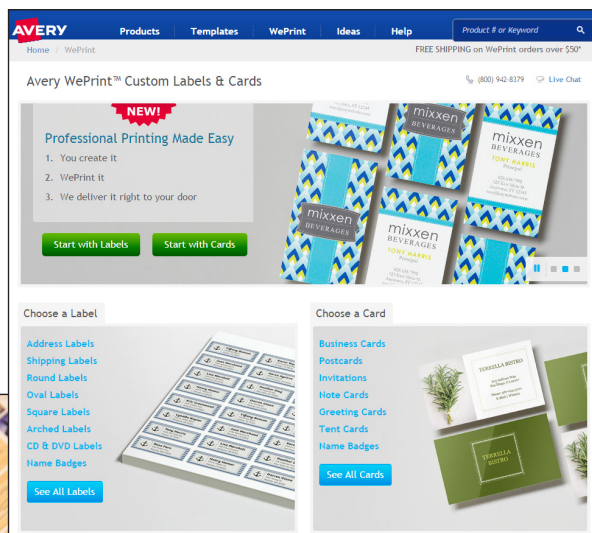 AVERY
Products Templates WePrint Ideas Help Product # or Keyword
Home / WePrint FREE SHIPPING on WePrint orders over $50*
Avery WePrint™ Custom Labels & Cards (800) 942-8379 Live Chat
NEW!
Professional Printing Made Easy
1. You create it
2. WePrint it
3. We deliver it right to your door
Start with Labels Start with Cards
mixxen
BEVERAGES
mixxen
BEVERAGES
TONY HARRIS
Principal
mixxen
BEVERAGES
mixxen
BEVERAGES
Choose a Label
Address Labels
Shipping Labels
Round Labels
Oval Labels
Square Labels
Arched Labels
CD & DVD Labels
Name Badges
See All Labels
Choose a Card
Business Cards
Postcards
Invitations
Note Cards
Greeting Cards
Tent Cards
Name Badges
See All Cards
TERRELLA BISTRO
TERRELLA
BISTRO